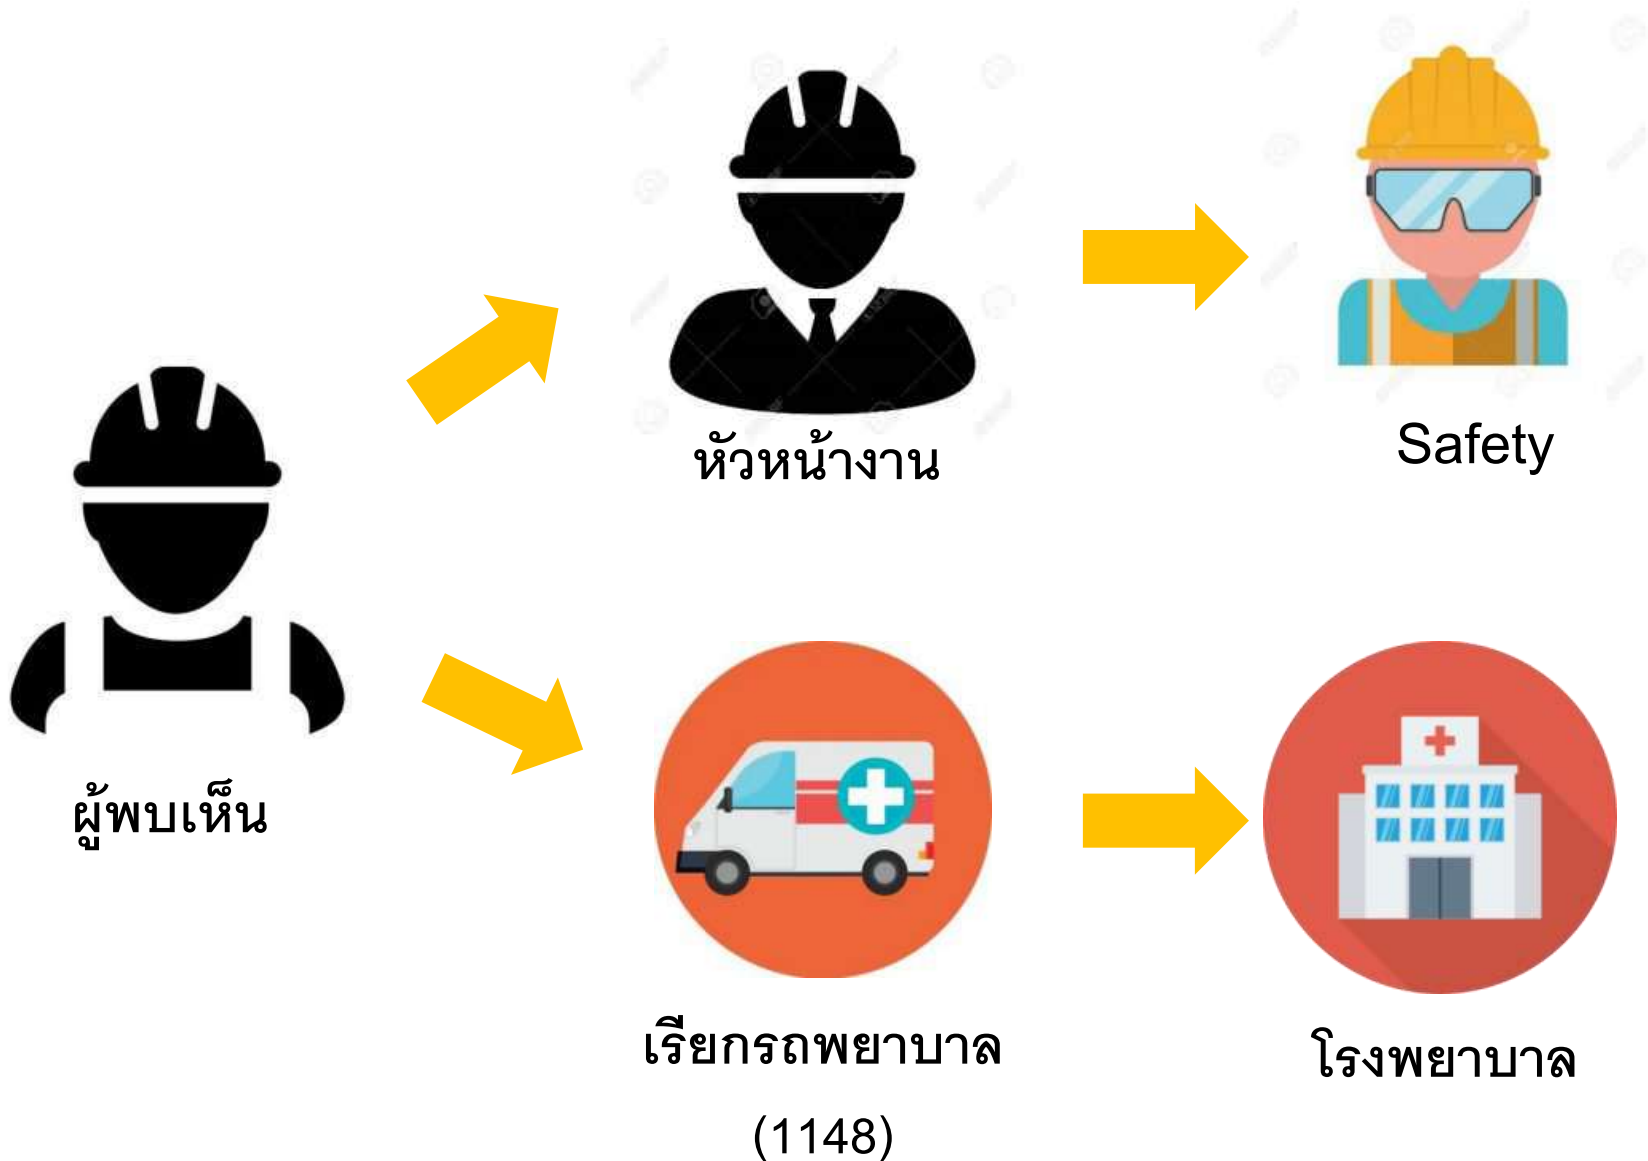 หัวหน้างาน
Safety
ผู้พบเห็น
เรียกรถพยาบาล
(1148)
โรงพยาบาล